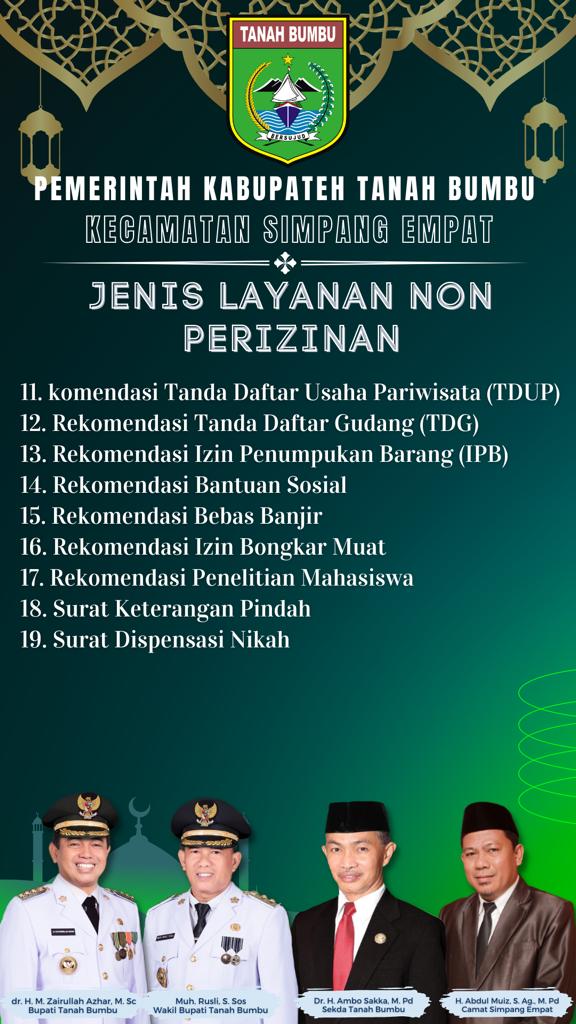 TANAH BUMBU
BERSUJUD
PEMERINTAH KABUPATEH TANAH BUMBU
KECAMATAN SIMPANG EMPAT
JENIS LAYANAN NON
PERIZINAN
11. komendasi Tanda Daftar Usaha Pariwisata (TDUP)
12. Rekomendasi Tanda Daftar Gudang (TDG)
13. Rekomendasi Izin Penumpukan Barang (IPB)
14. Rekomendasi Bantuan Sosial
15. Rekomendasi Bebas Banjir
16. Rekomendasi Izin Bongkar Muat
17. Rekomendasi Penelitian Mahasiswa
18. Surat Keterangan Pindah
19. Surat Dispensasi Nikah
dr. H. M. Zairullah Azhar, M. Sc
Bupati Tanah Bumbu
Muh. Rusli, S. Sos
Wakil Bupati Tanah Bumbu
Dr. H. Ambo Sakka, M. Pd
Sekda Tanah Bumbu
H. Abdul Muiz, S. Ag., M. Pd
Camat Simpang Empat